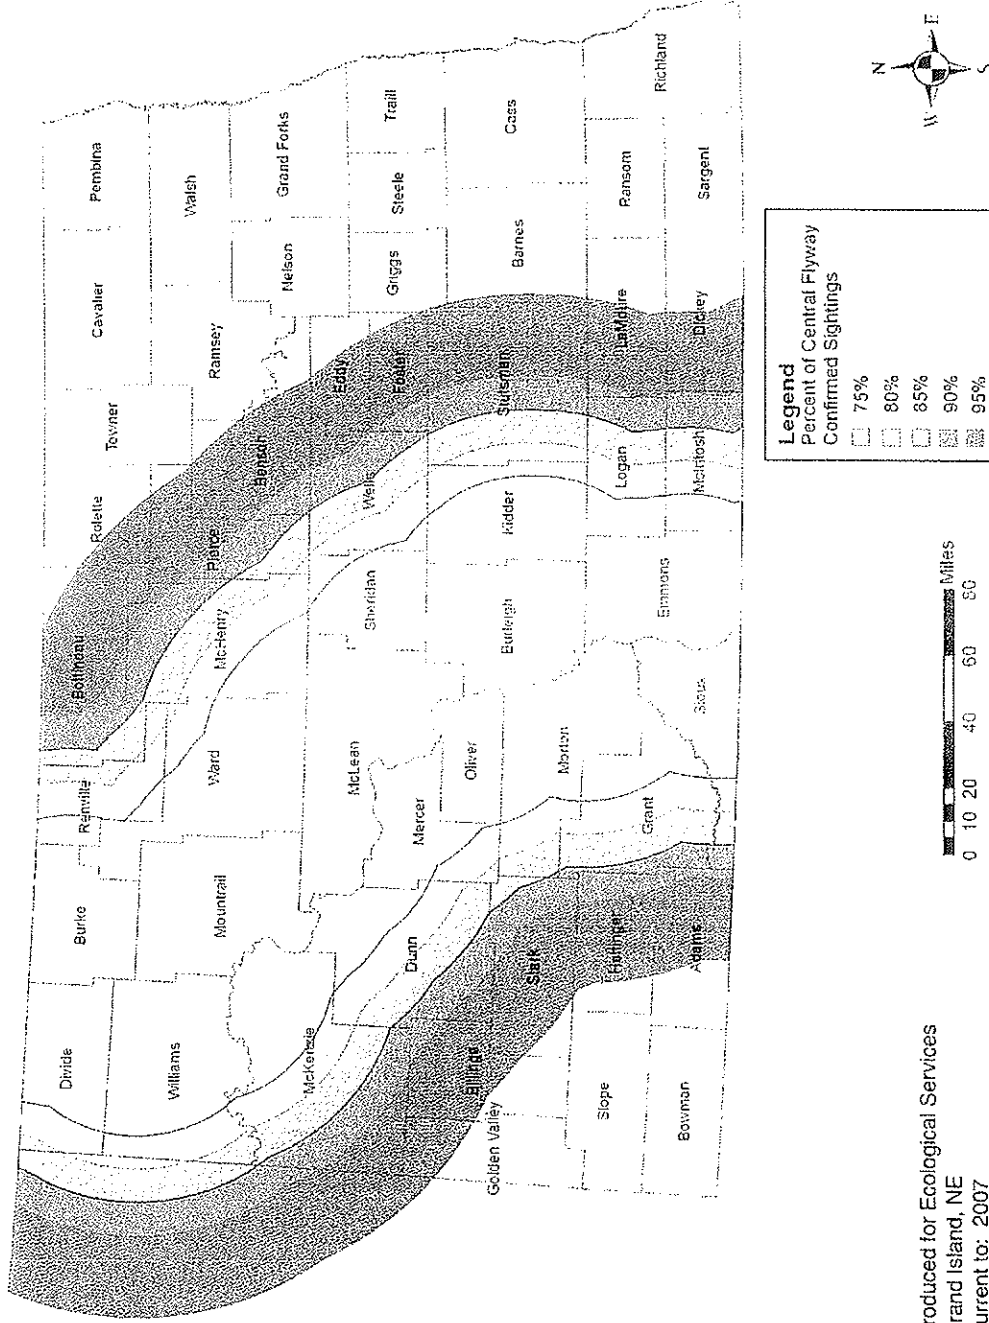 Divide
Burke
Renville
Bottineau
Rolette
Towner
Cavalier
Pembina
Williams
Mountrail
Ward
McHenry
Pierce
Benson
Ramsey
Walsh
Nelson
Grand Forks
McKenzie
Dunn
McLean
Mercer
Oliver
Sheridan
Wells
Eddy
Foster
Griggs
Steele
Traill
Golden Valley
Billings
Stark
Morton
Burleigh
Kidder
Stutsman
Barnes
Cass
Slope
Hettinger
Grant
Bowman
Adams
Sioux
Emmons
Logan
LaMoure
Ransom
Richland
McIntosh
Dickey
Sargent
Legend
Percent of Central Flyway
Confirmed Sightings
75%
80%
85%
90%
95%
0 10 20 40 60 80
Miles
N
W E
S
roduced for Ecological Services
rand Island, NE
urrent to: 2007